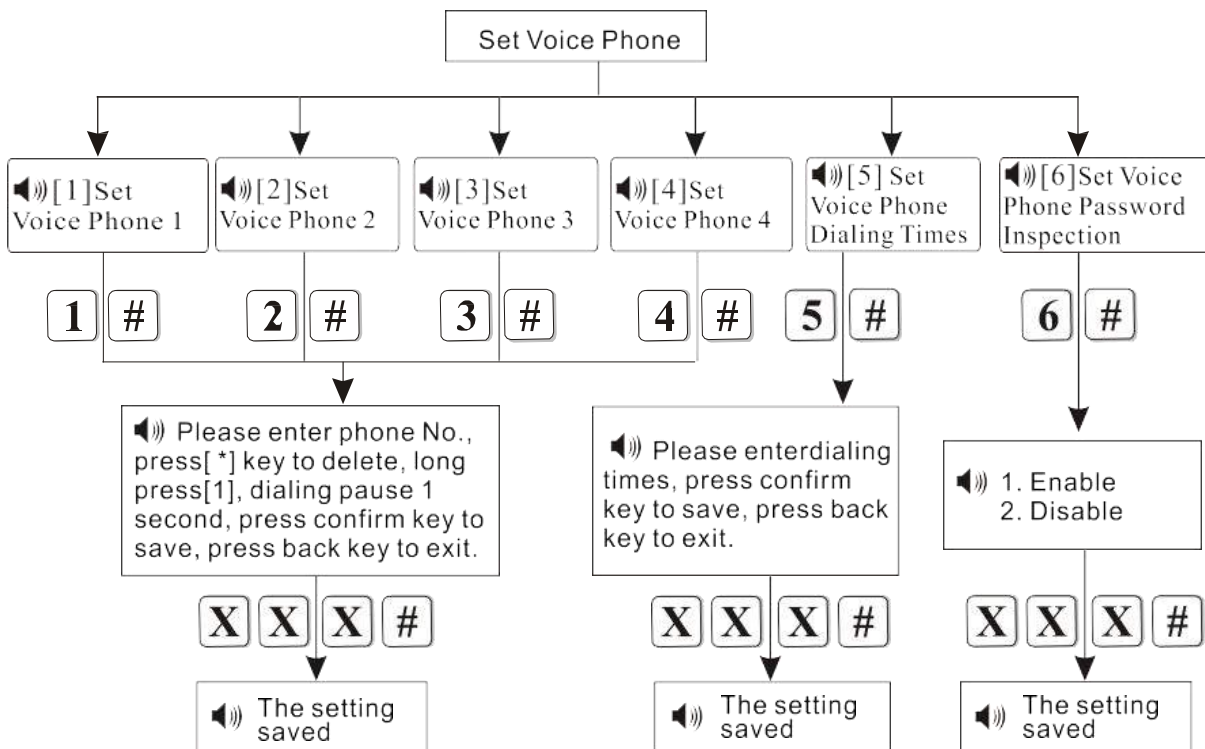 Set Voice Phone
[1]Set
Voice Phone 1
[2]Set
Voice Phone 2
[3]Set
Voice Phone 3
[4]Set
Voice Phone 4
[5] Set
Voice Phone
Dialing Times
[6]Set Voice
Phone Password
Inspection
1 #
2 #
3 #
4 #
5 #
6 #
Please enter phone No.,
press[ *] key to delete, long
press[1], dialing pause 1
second, press confirm key to
save, press back key to exit.
Please enterdialing
times, press confirm
key to save, press back
key to exit.
1. Enable
2. Disable
X X X #
X X X #
X X X #
The setting
saved
The setting
saved
The setting
saved